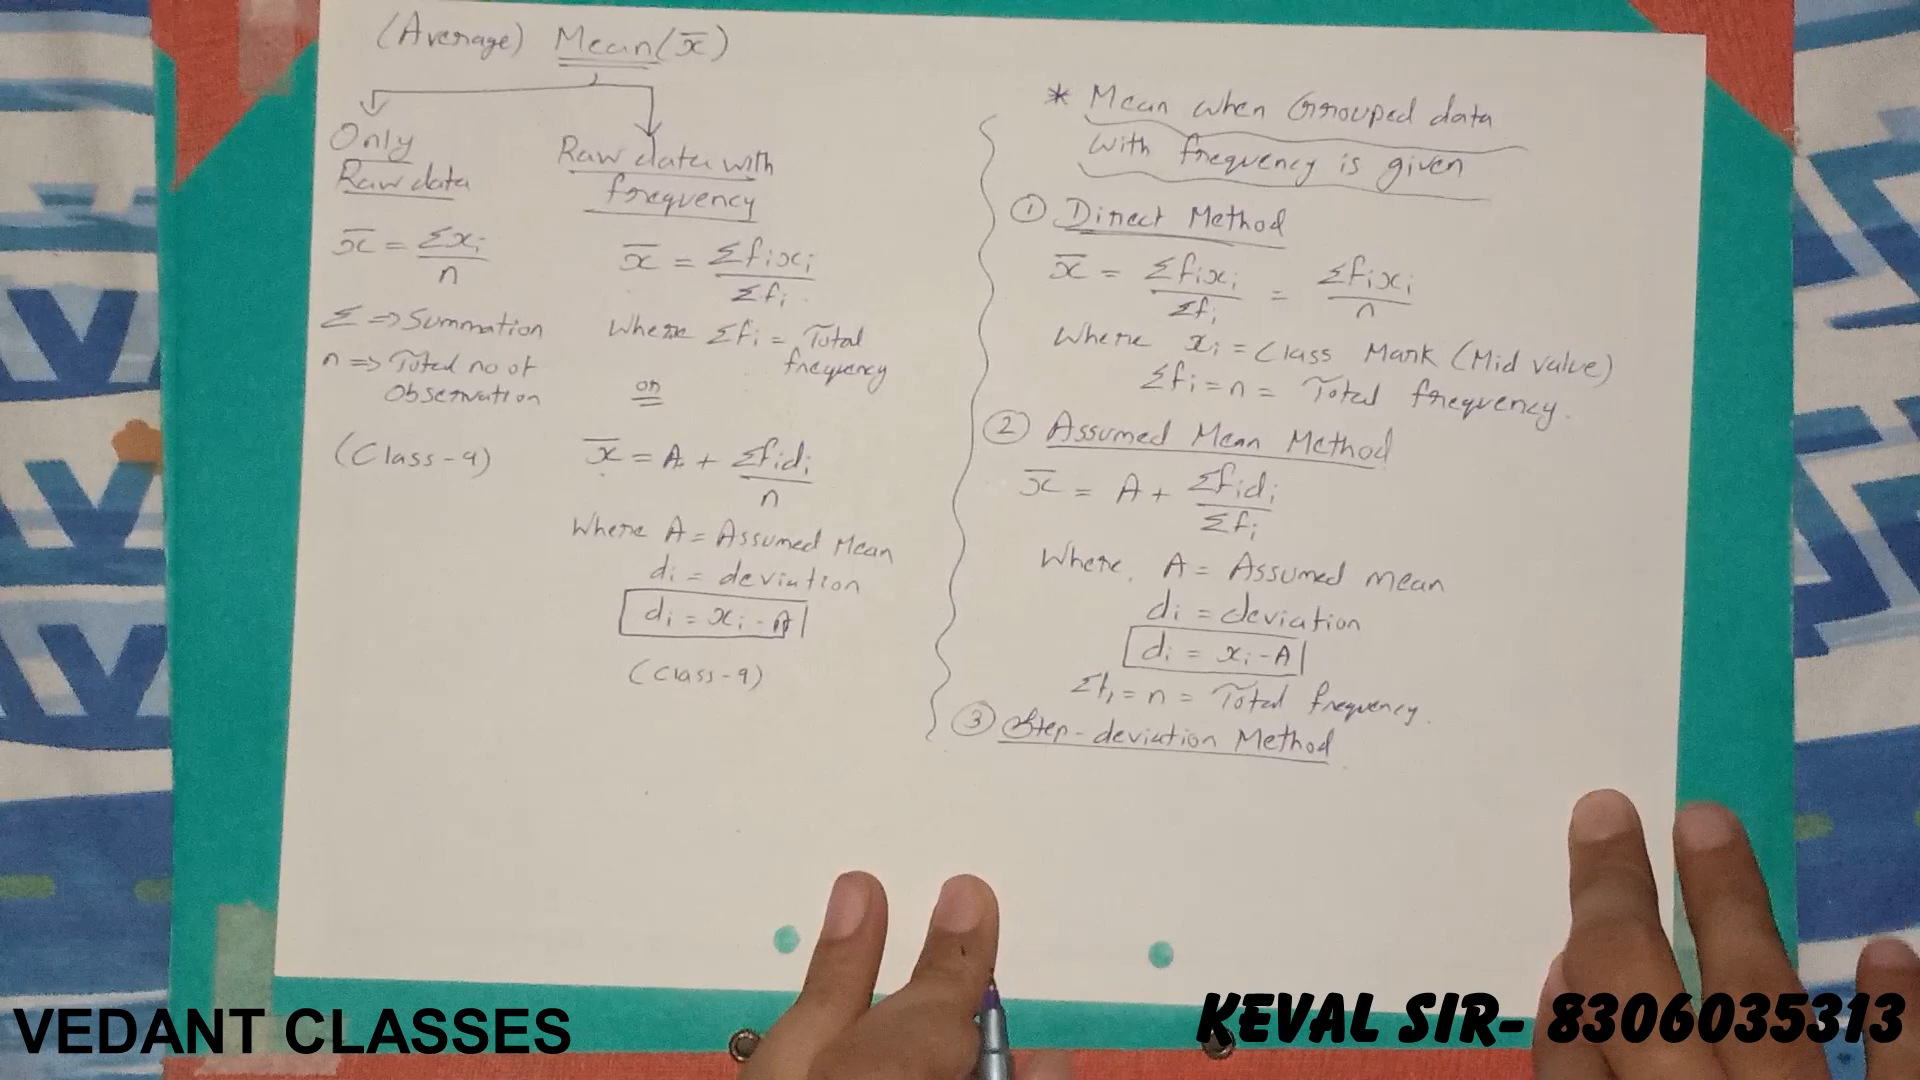 (Average) Mean (x̄)
Only
Raw data
x̄ = Σxᵢ / n
Σ => Summation
n => Total no of
Observation
(Class-9)
Raw data with
frequency
x̄ = Σfᵢxᵢ / Σfᵢ
Where Σfᵢ = Total
frequency
or
x̄ = A + Σfᵢdᵢ / n
Where A = Assumed Mean
dᵢ = deviation
dᵢ = xᵢ - A
(Class-9)
* Mean when Grouped data
with frequency is given
① Direct Method
x̄ = Σfᵢxᵢ / Σfᵢ = Σfᵢxᵢ / n
Where xᵢ = Class Mark (Mid value)
Σfᵢ = n = Total frequency.
② Assumed Mean Method
x̄ = A + Σfᵢdᵢ / Σfᵢ
Where, A = Assumed mean
dᵢ = deviation
dᵢ = xᵢ - A
Σfᵢ = n = Total frequency.
③ Step-deviation Method
VEDANT CLASSES
KEVAL SIR- 8306035313